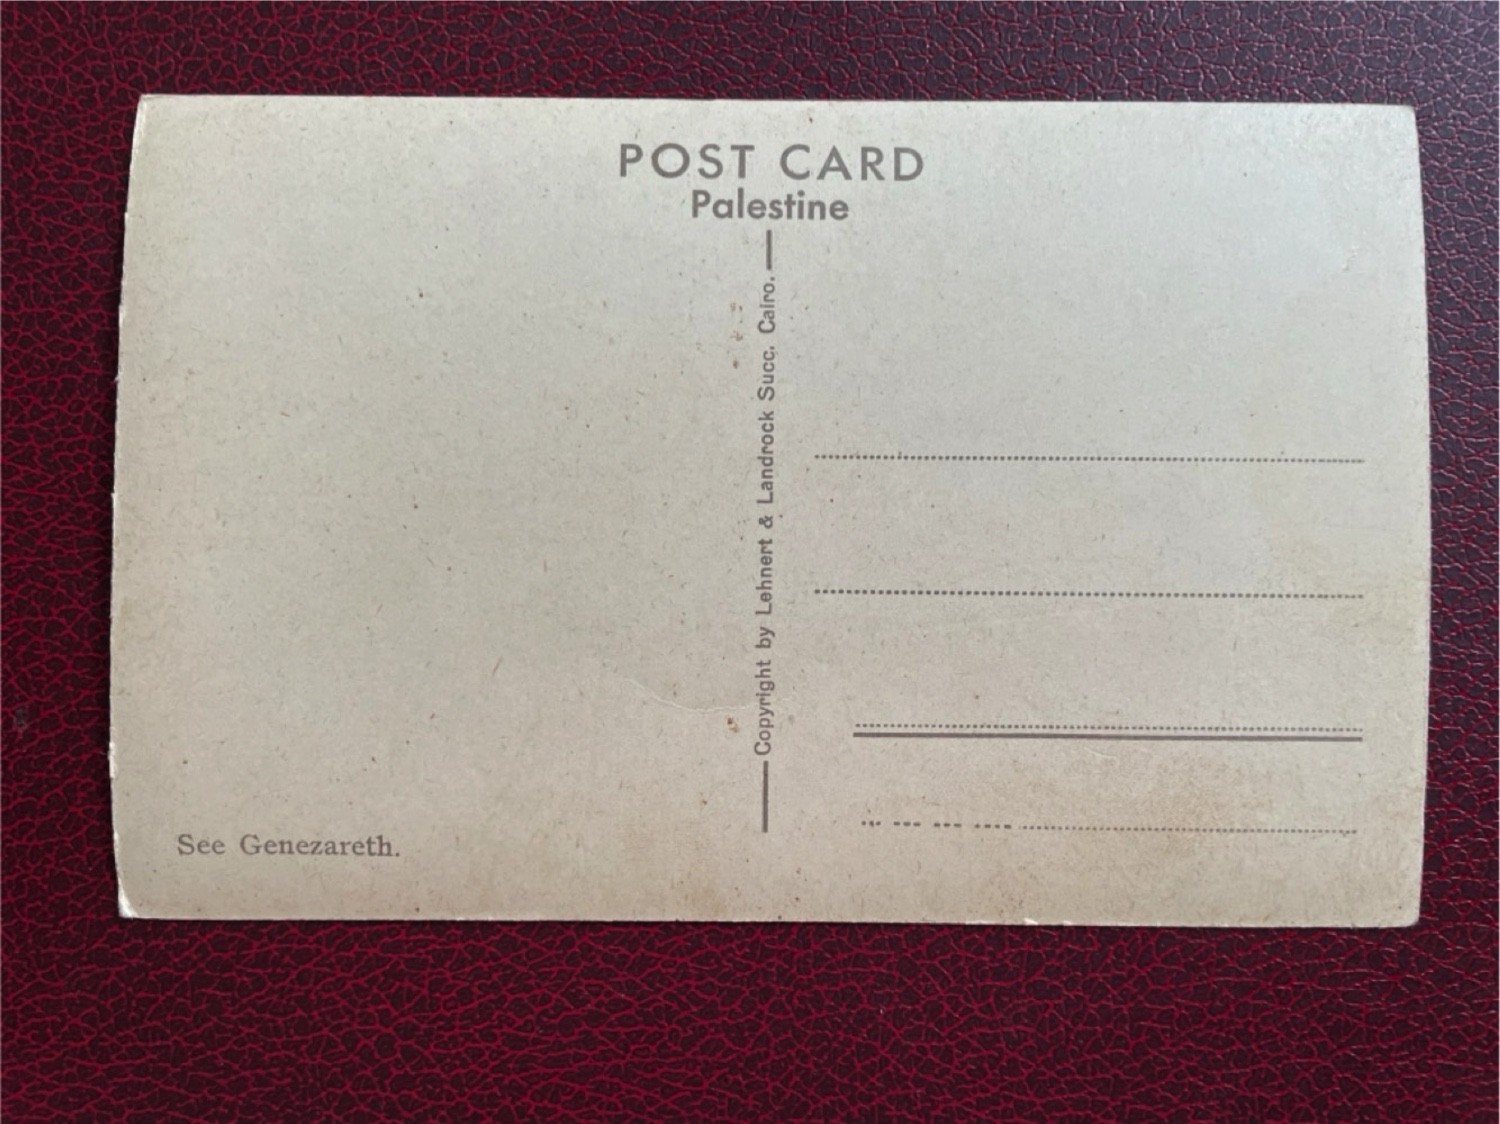 POST CARD
Palestine
Copyright by Lehnert & Landrock Succ. Cairo.
See Genezareth.